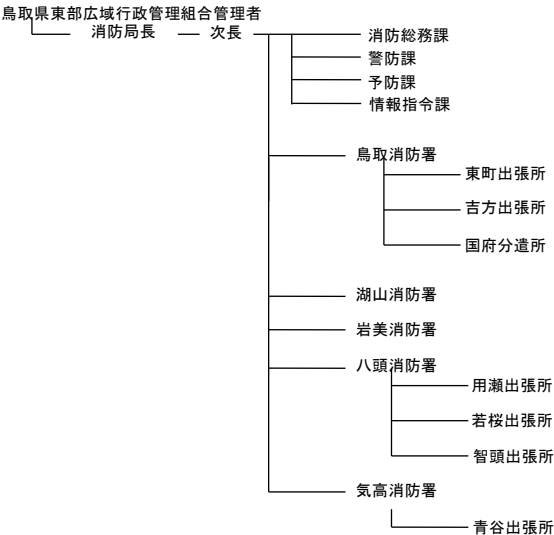 鳥取県東部広域行政管理組合管理者
消防局長 次長
消防総務課
警防課
予防課
情報指令課
鳥取消防署
東町出張所
吉方出張所
国府分遣所
湖山消防署
岩美消防署
八頭消防署
用瀬出張所
若桜出張所
智頭出張所
気高消防署
青谷出張所